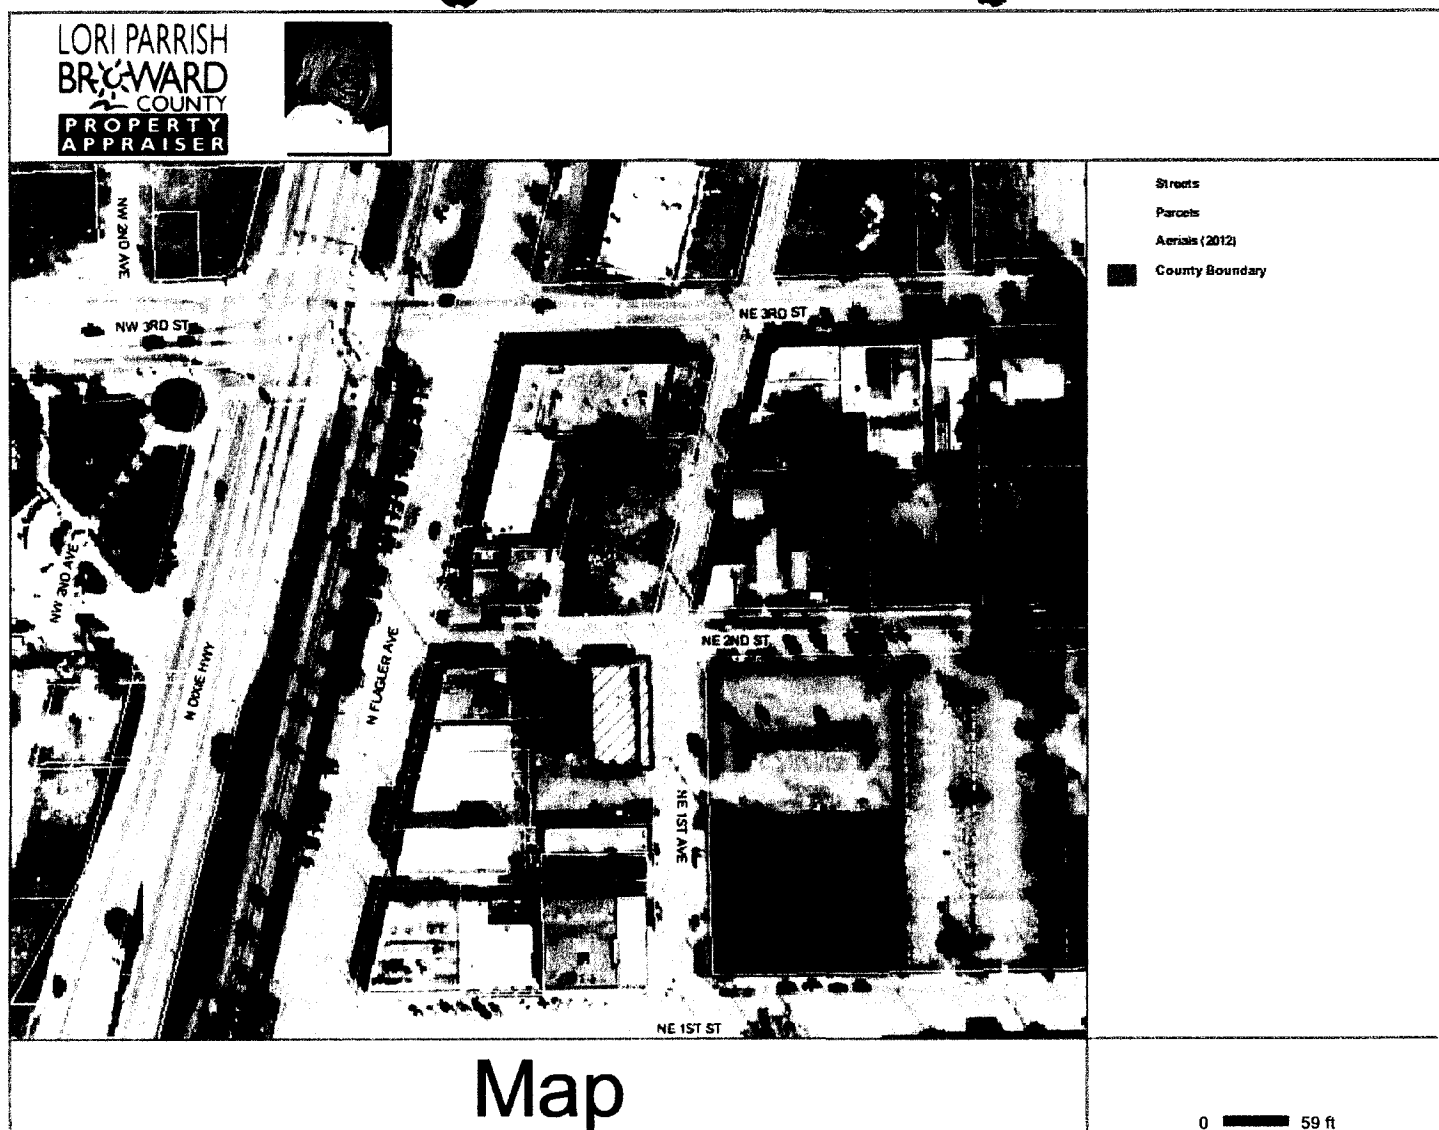 LORI PARRISH
BROWARD
COUNTY
PROPERTY
APPRAISER
Streets
Parcels
Aerials (2012)
County Boundary
NW 2ND AVE
NW 3RD ST
NE 3RD ST
NW 2ND AVE
N DIXIE HWY
N FLAGLER AVE
NE 2ND ST
NE 1ST AVE
NE 1ST ST
Map
0 59 ft